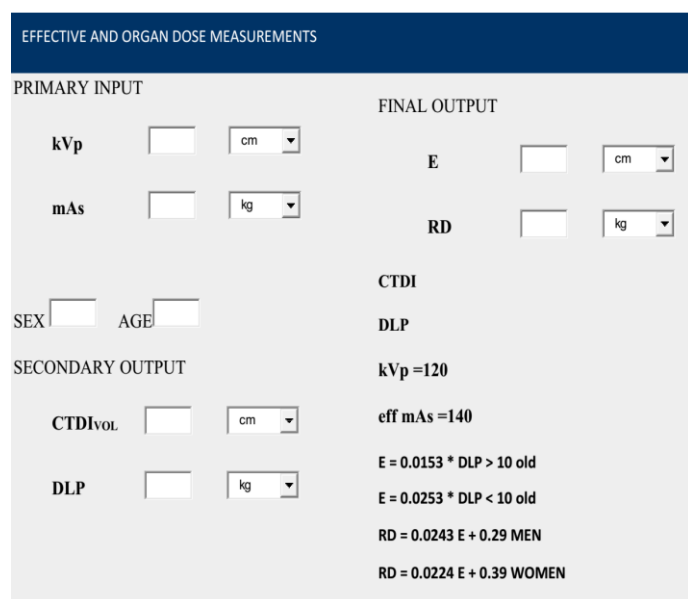 EFFECTIVE AND ORGAN DOSE MEASUREMENTS
PRIMARY INPUT
kVp cm
mAs kg
SEX AGE
SECONDARY OUTPUT
CTDIVOL cm
DLP kg
FINAL OUTPUT
E cm
RD kg
CTDI
DLP
kVp =120
eff mAs =140
E = 0.0153 * DLP > 10 old
E = 0.0253 * DLP < 10 old
RD = 0.0243 E + 0.29 MEN
RD = 0.0224 E + 0.39 WOMEN